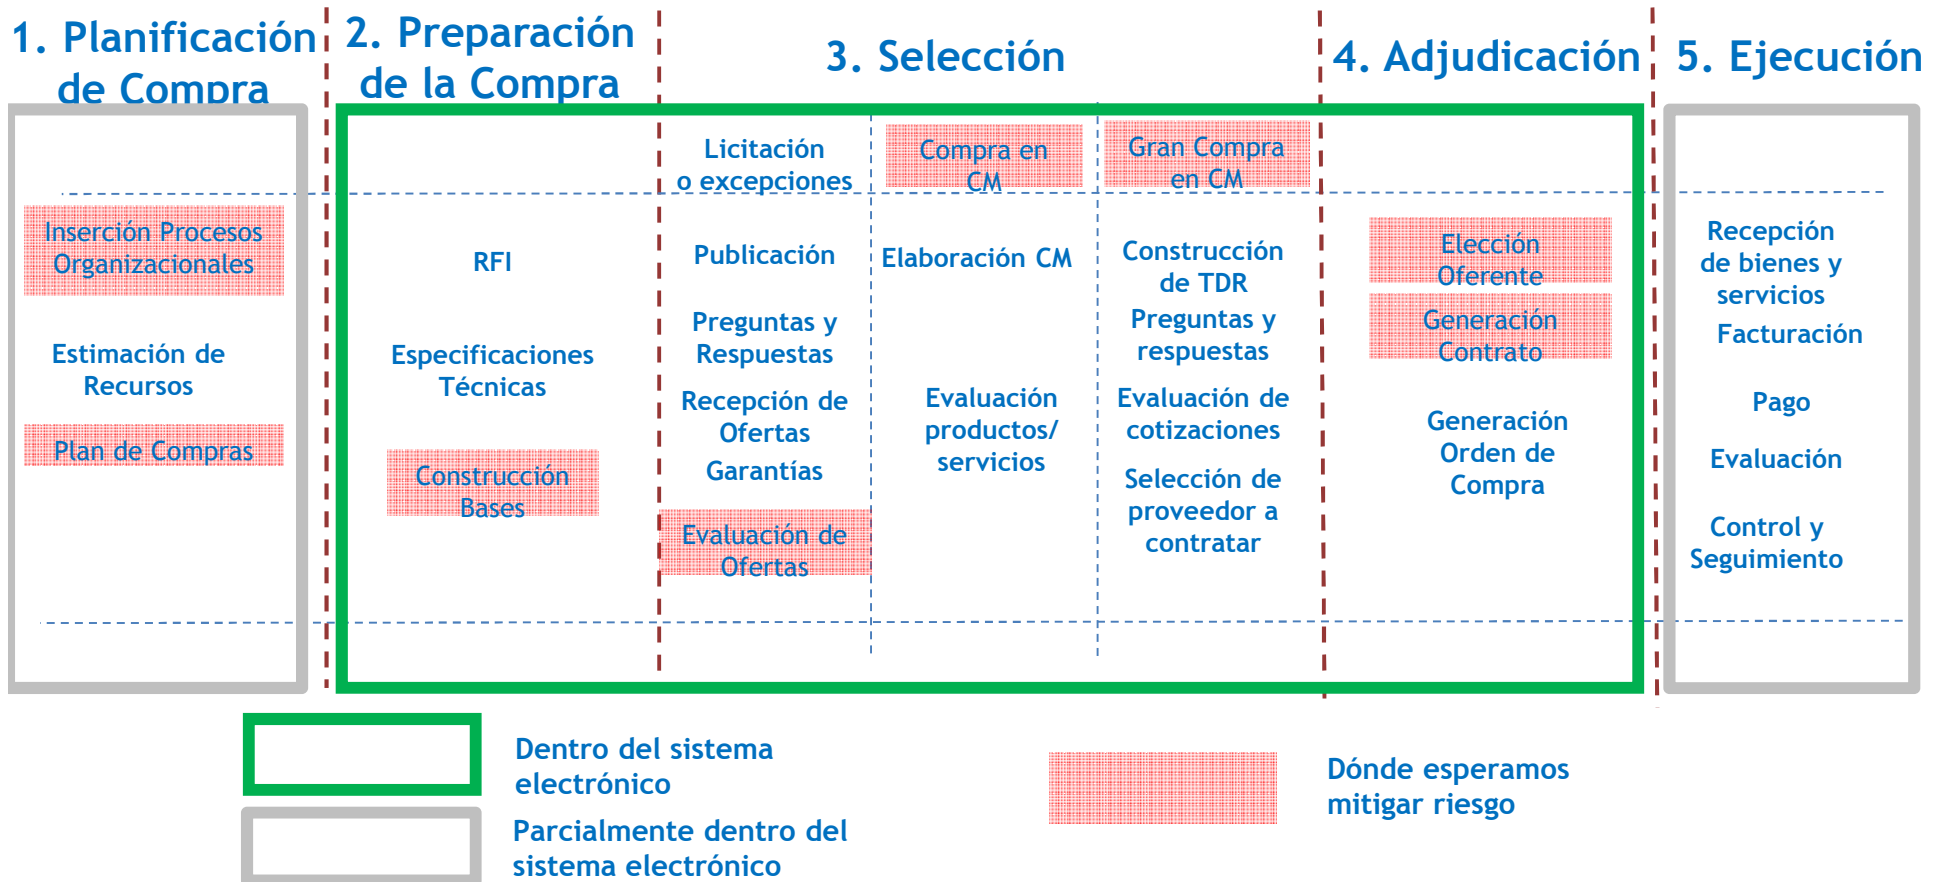 1. Planificación
de Compra
2. Preparación
de la Compra
3. Selección
4. Adjudicación
5. Ejecución
Inserción Procesos
Organizacionales
Estimación de
Recursos
Plan de Compras
RFI
Especificaciones
Técnicas
Construcción
Bases
Licitación
o excepciones
Publicación
Preguntas y
Respuestas
Recepción de
Ofertas
Garantías
Evaluación de
Ofertas
Compra en
CM
Elaboración CM
Evaluación
productos/
servicios
Gran Compra
en CM
Construcción
de TDR
Preguntas y
respuestas
Evaluación de
cotizaciones
Selección de
proveedor a
contratar
Elección
Oferente
Generación
Contrato
Generación
Orden de
Compra
Recepción
de bienes y
servicios
Facturación
Pago
Evaluación
Control y
Seguimiento
Dentro del sistema
electrónico
Parcialmente dentro del
sistema electrónico
Dónde esperamos
mitigar riesgo